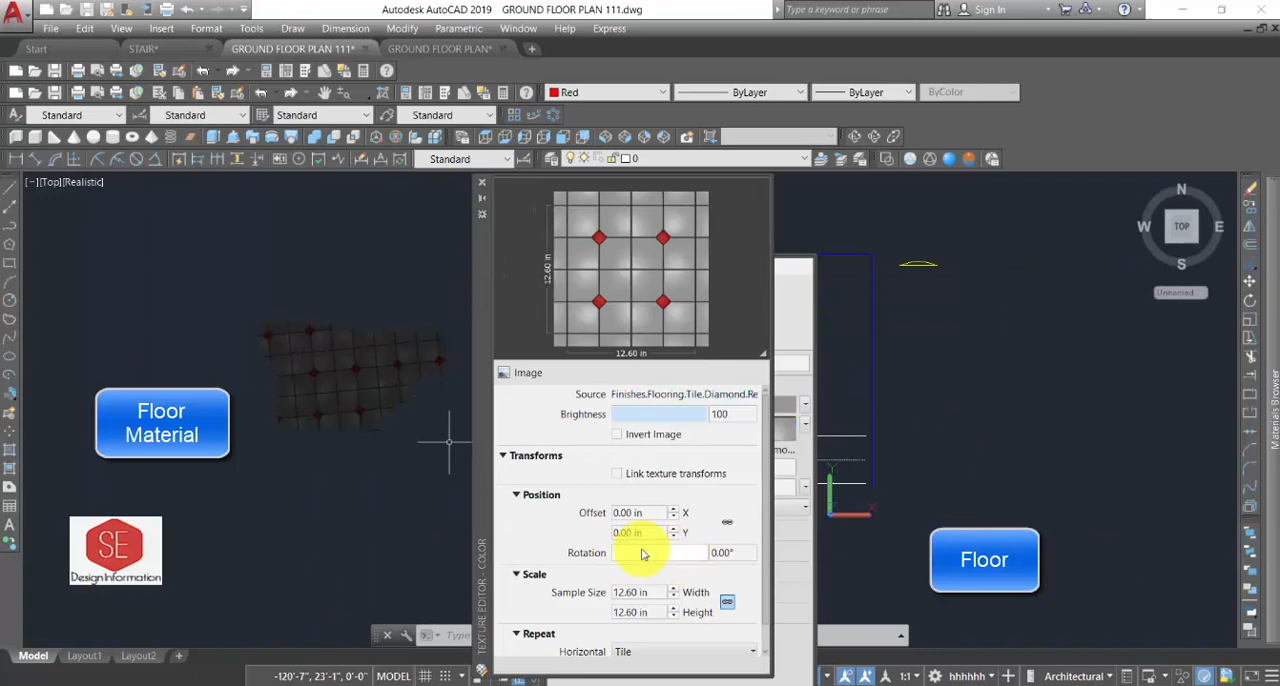 Autodesk AutoCAD 2019 GROUND FLOOR PLAN 111.dwg
Type a keyword or phrase
Sign In
File Edit View Insert Format Tools Draw Dimension Modify Parametric Window Help Express
Start STAIR* GROUND FLOOR PLAN 111* GROUND FLOOR PLAN*
Red ByLayer ByLayer ByColor
Standard Standard Standard Standard
Standard 0
[−][Top][Realistic]
N
W TOP E
S
Unnamed
12.60 in
12.60 in
Image
Source Finishes.Flooring.Tile.Diamond.Re
Brightness 100
Invert Image
Transforms
Link texture transforms
Position
Offset 0.00 in X
0.00 in Y
Rotation 0.00°
Scale
Sample Size 12.60 in Width
12.60 in Height
Repeat
Horizontal Tile
TEXTURE EDITOR - COLOR
mo...
Materials Browser
Floor
Material
SE
Design Information
Floor
Y
X
Type
Model Layout1 Layout2 +
-120'-7", 23'-1", 0'-0" MODEL
1:1 hhhhhh Architectural